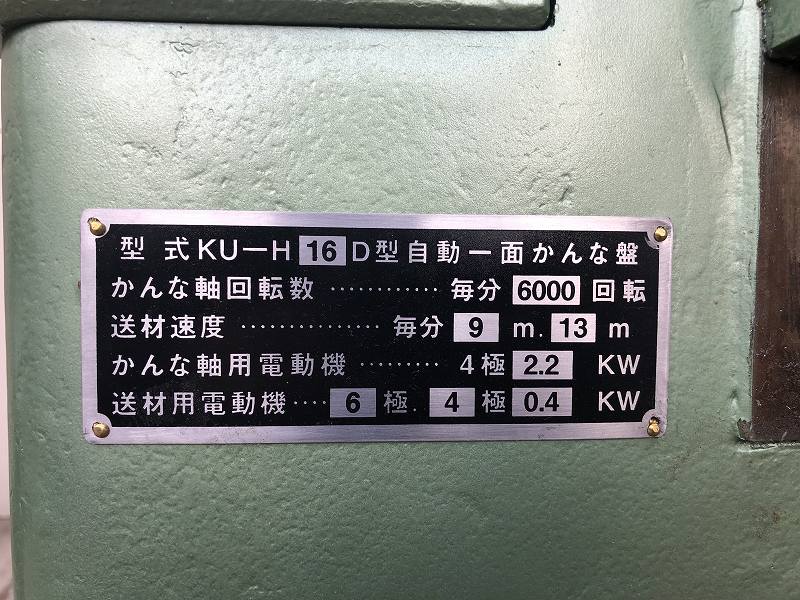 型式KU—H16D型自動一面かんな盤
かんな軸回転数 ………… 毎分 6000 回転
送材速度 …………… 毎分 9 m. 13 m
かんな軸用電動機 ……… 4極 2.2 KW
送材用電動機 …. 6 極. 4 極 0.4 KW